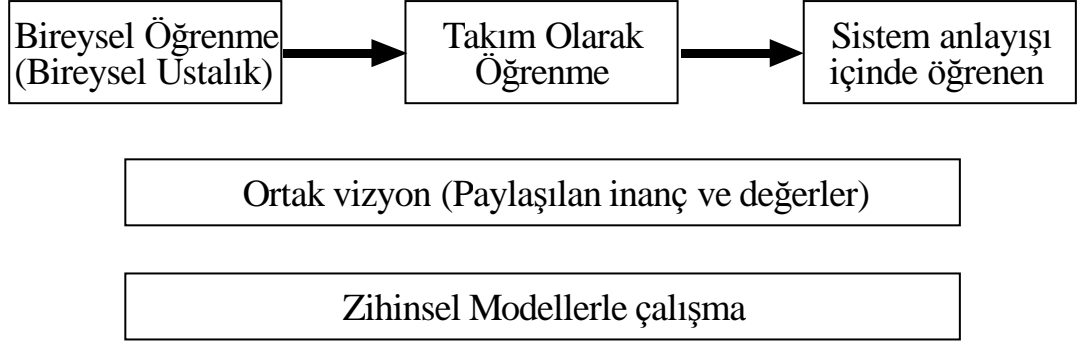 Bireysel Öğrenme
(Bireysel Ustalık)
Takım Olarak
Öğrenme
Sistem anlayışı
içinde öğrenen
Ortak vizyon (Paylaşılan inanç ve değerler)
Zihinsel Modellerle çalışma